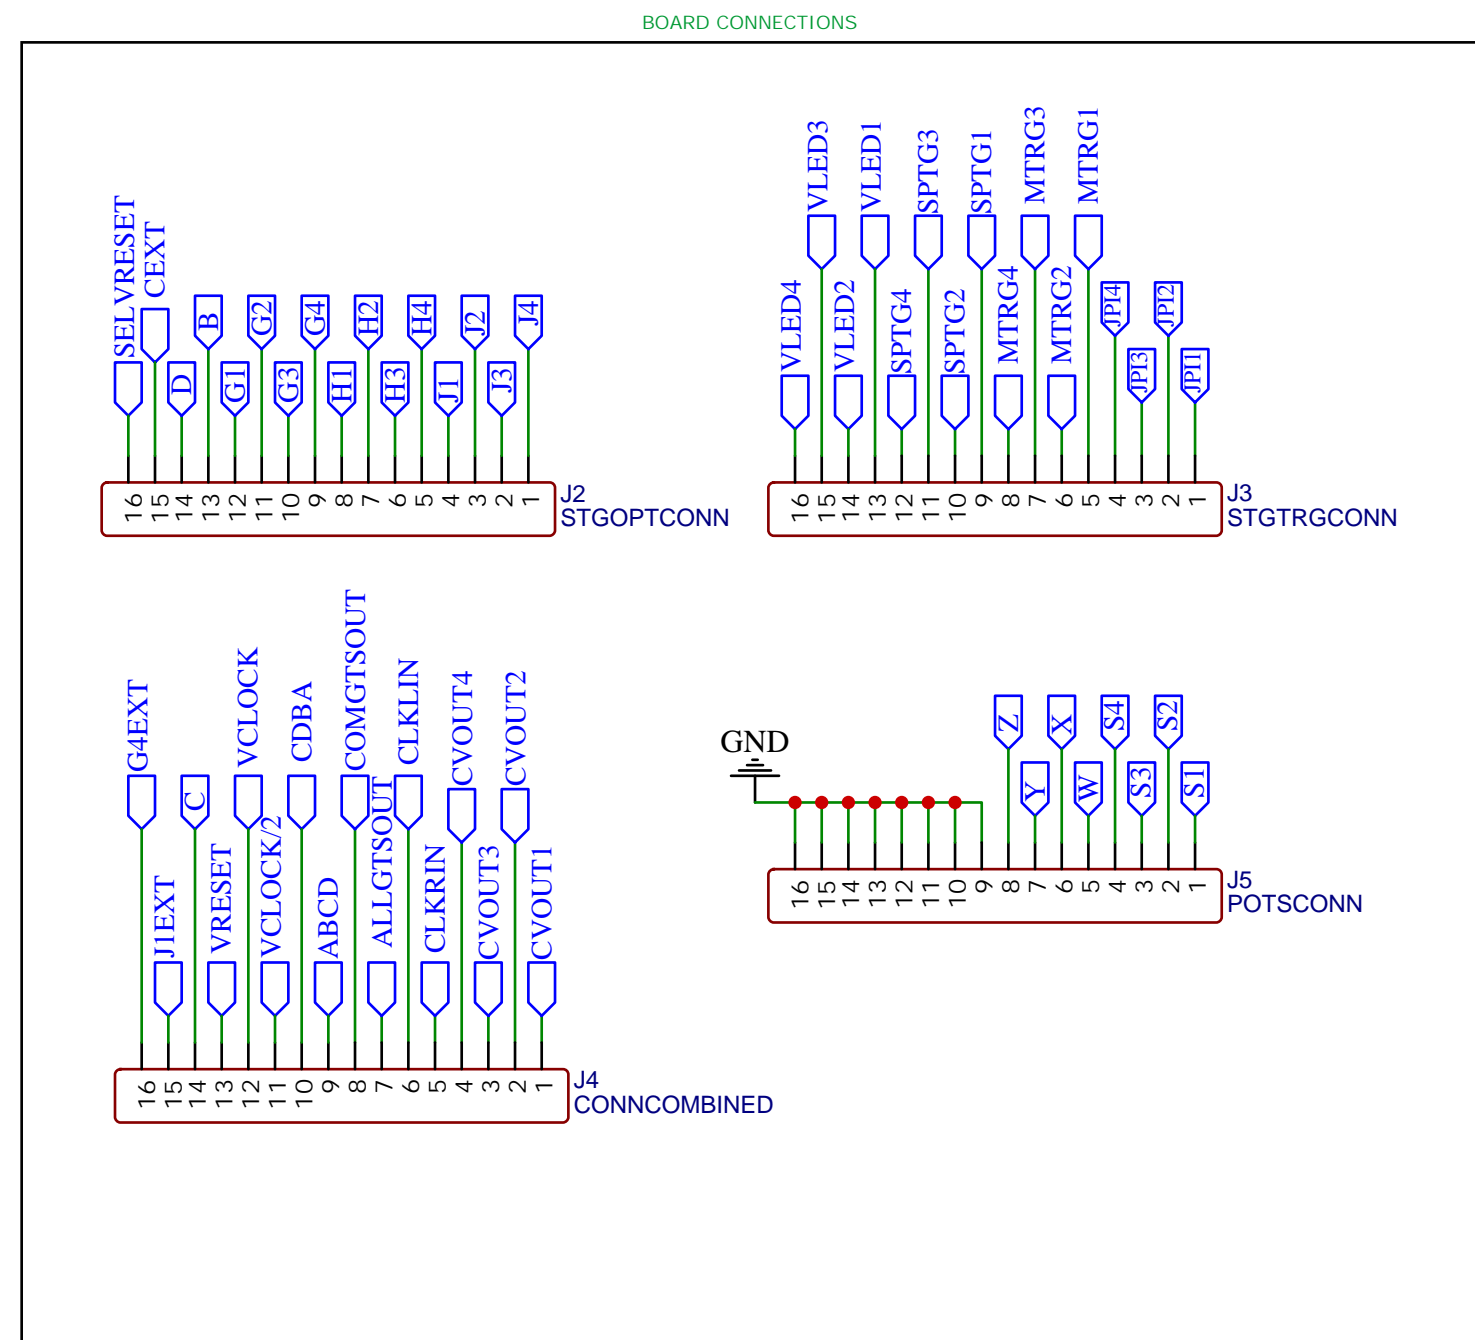 BOARD CONNECTIONS
SELVRESET
CEXT
D
B
G1
G2
G3
G4
H1
H2
H3
H4
J1
J2
J3
J4
16 15 14 13 12 11 10 9 8 7 6 5 4 3 2 1
J2
STGOPTCONN
VLED4
VLED3
VLED2
VLED1
SPTG4
SPTG3
SPTG2
SPTG1
MTRG4
MTRG3
MTRG2
MTRG1
JPI4
JPI3
JPI2
JPI1
16 15 14 13 12 11 10 9 8 7 6 5 4 3 2 1
J3
STGTRGCONN
G4EXT
J1EXT
C
VRESET
VCLOCK
VCLOCK/2
CDBA
ABCD
COMGTSOUT
ALLGTSOUT
CLKLIN
CLKRIN
CVOUT4
CVOUT3
CVOUT2
CVOUT1
16 15 14 13 12 11 10 9 8 7 6 5 4 3 2 1
J4
CONNCOMBINED
GND
Z
Y
X
W
S4
S3
S2
S1
16 15 14 13 12 11 10 9 8 7 6 5 4 3 2 1
J5
POTSCONN